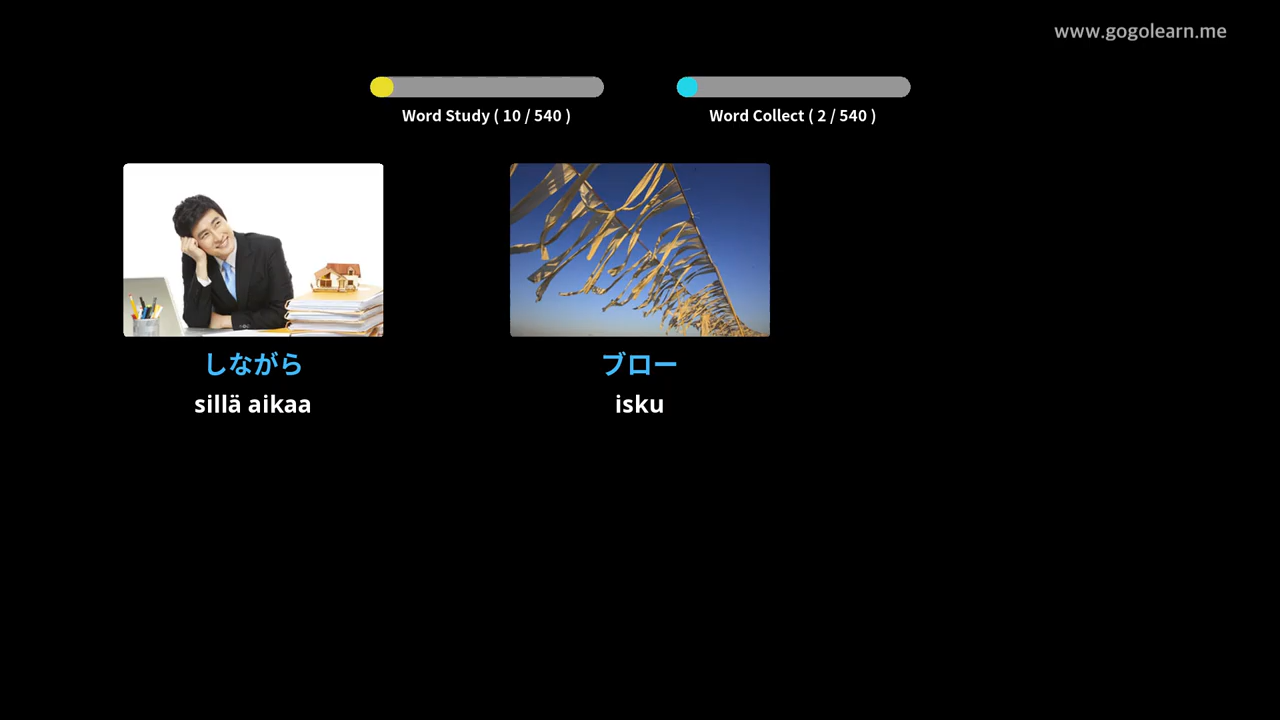 www.gogolearn.me
Word Study ( 10 / 540 )
Word Collect ( 2 / 540 )
しながら
sillä aikaa
ブロー
isku